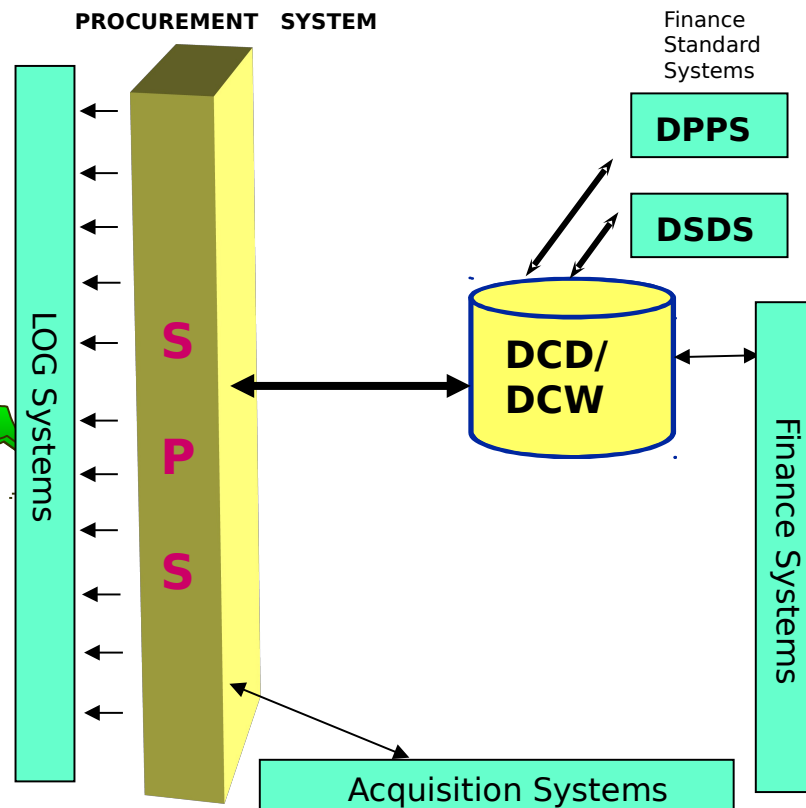 PROCUREMENT SYSTEM
Finance
Standard
Systems
DPPS
DSDS
LOG Systems
S
P
S
DCD/
DCW
Finance Systems
Acquisition Systems